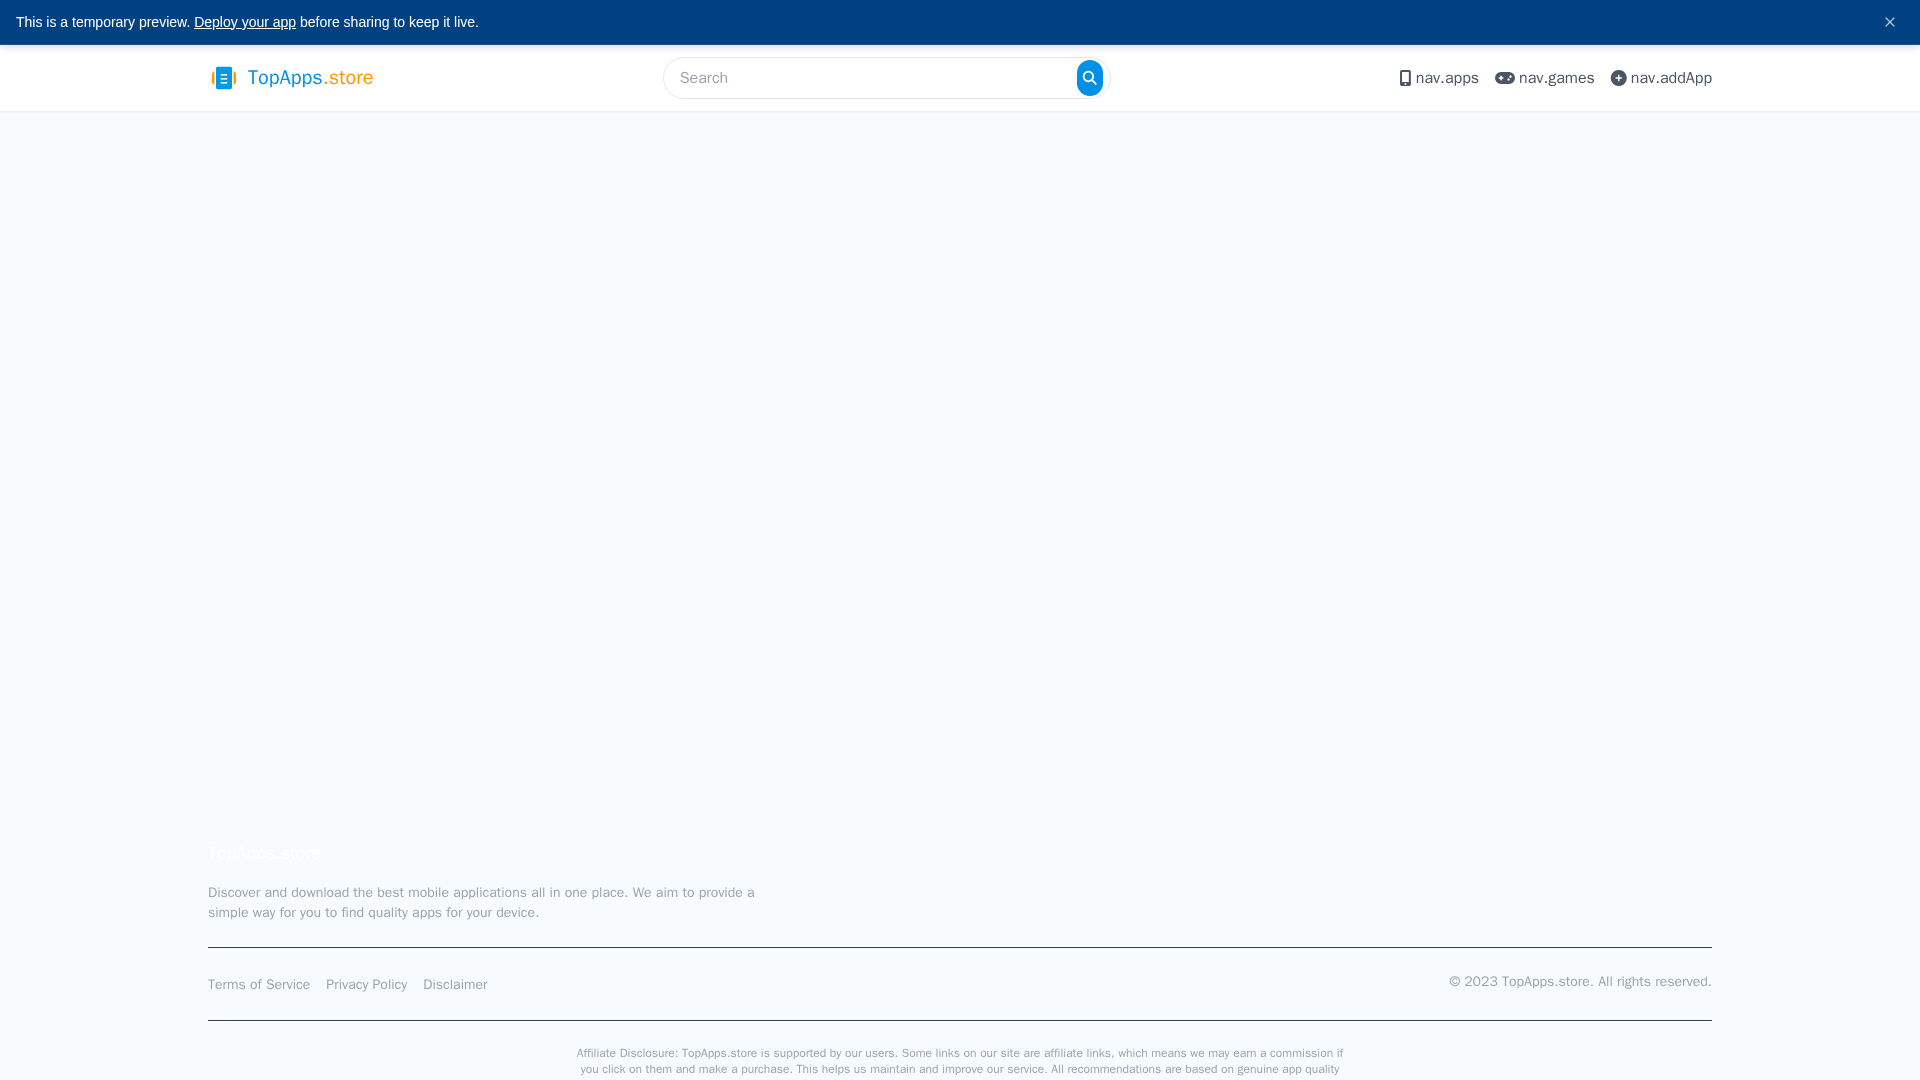 This is a temporary preview. Deploy your app before sharing to keep it live.
TopApps.store
Search
nav.apps
nav.games
nav.addApp
TopApps.store
Discover and download the best mobile applications all in one place. We aim to provide a
simple way for you to find quality apps for your device.
Terms of Service
Privacy Policy
Disclaimer
© 2023 TopApps.store. All rights reserved.
Affiliate Disclosure: TopApps.store is supported by our users. Some links on our site are affiliate links, which means we may earn a commission if
you click on them and make a purchase. This helps us maintain and improve our service. All recommendations are based on genuine app quality